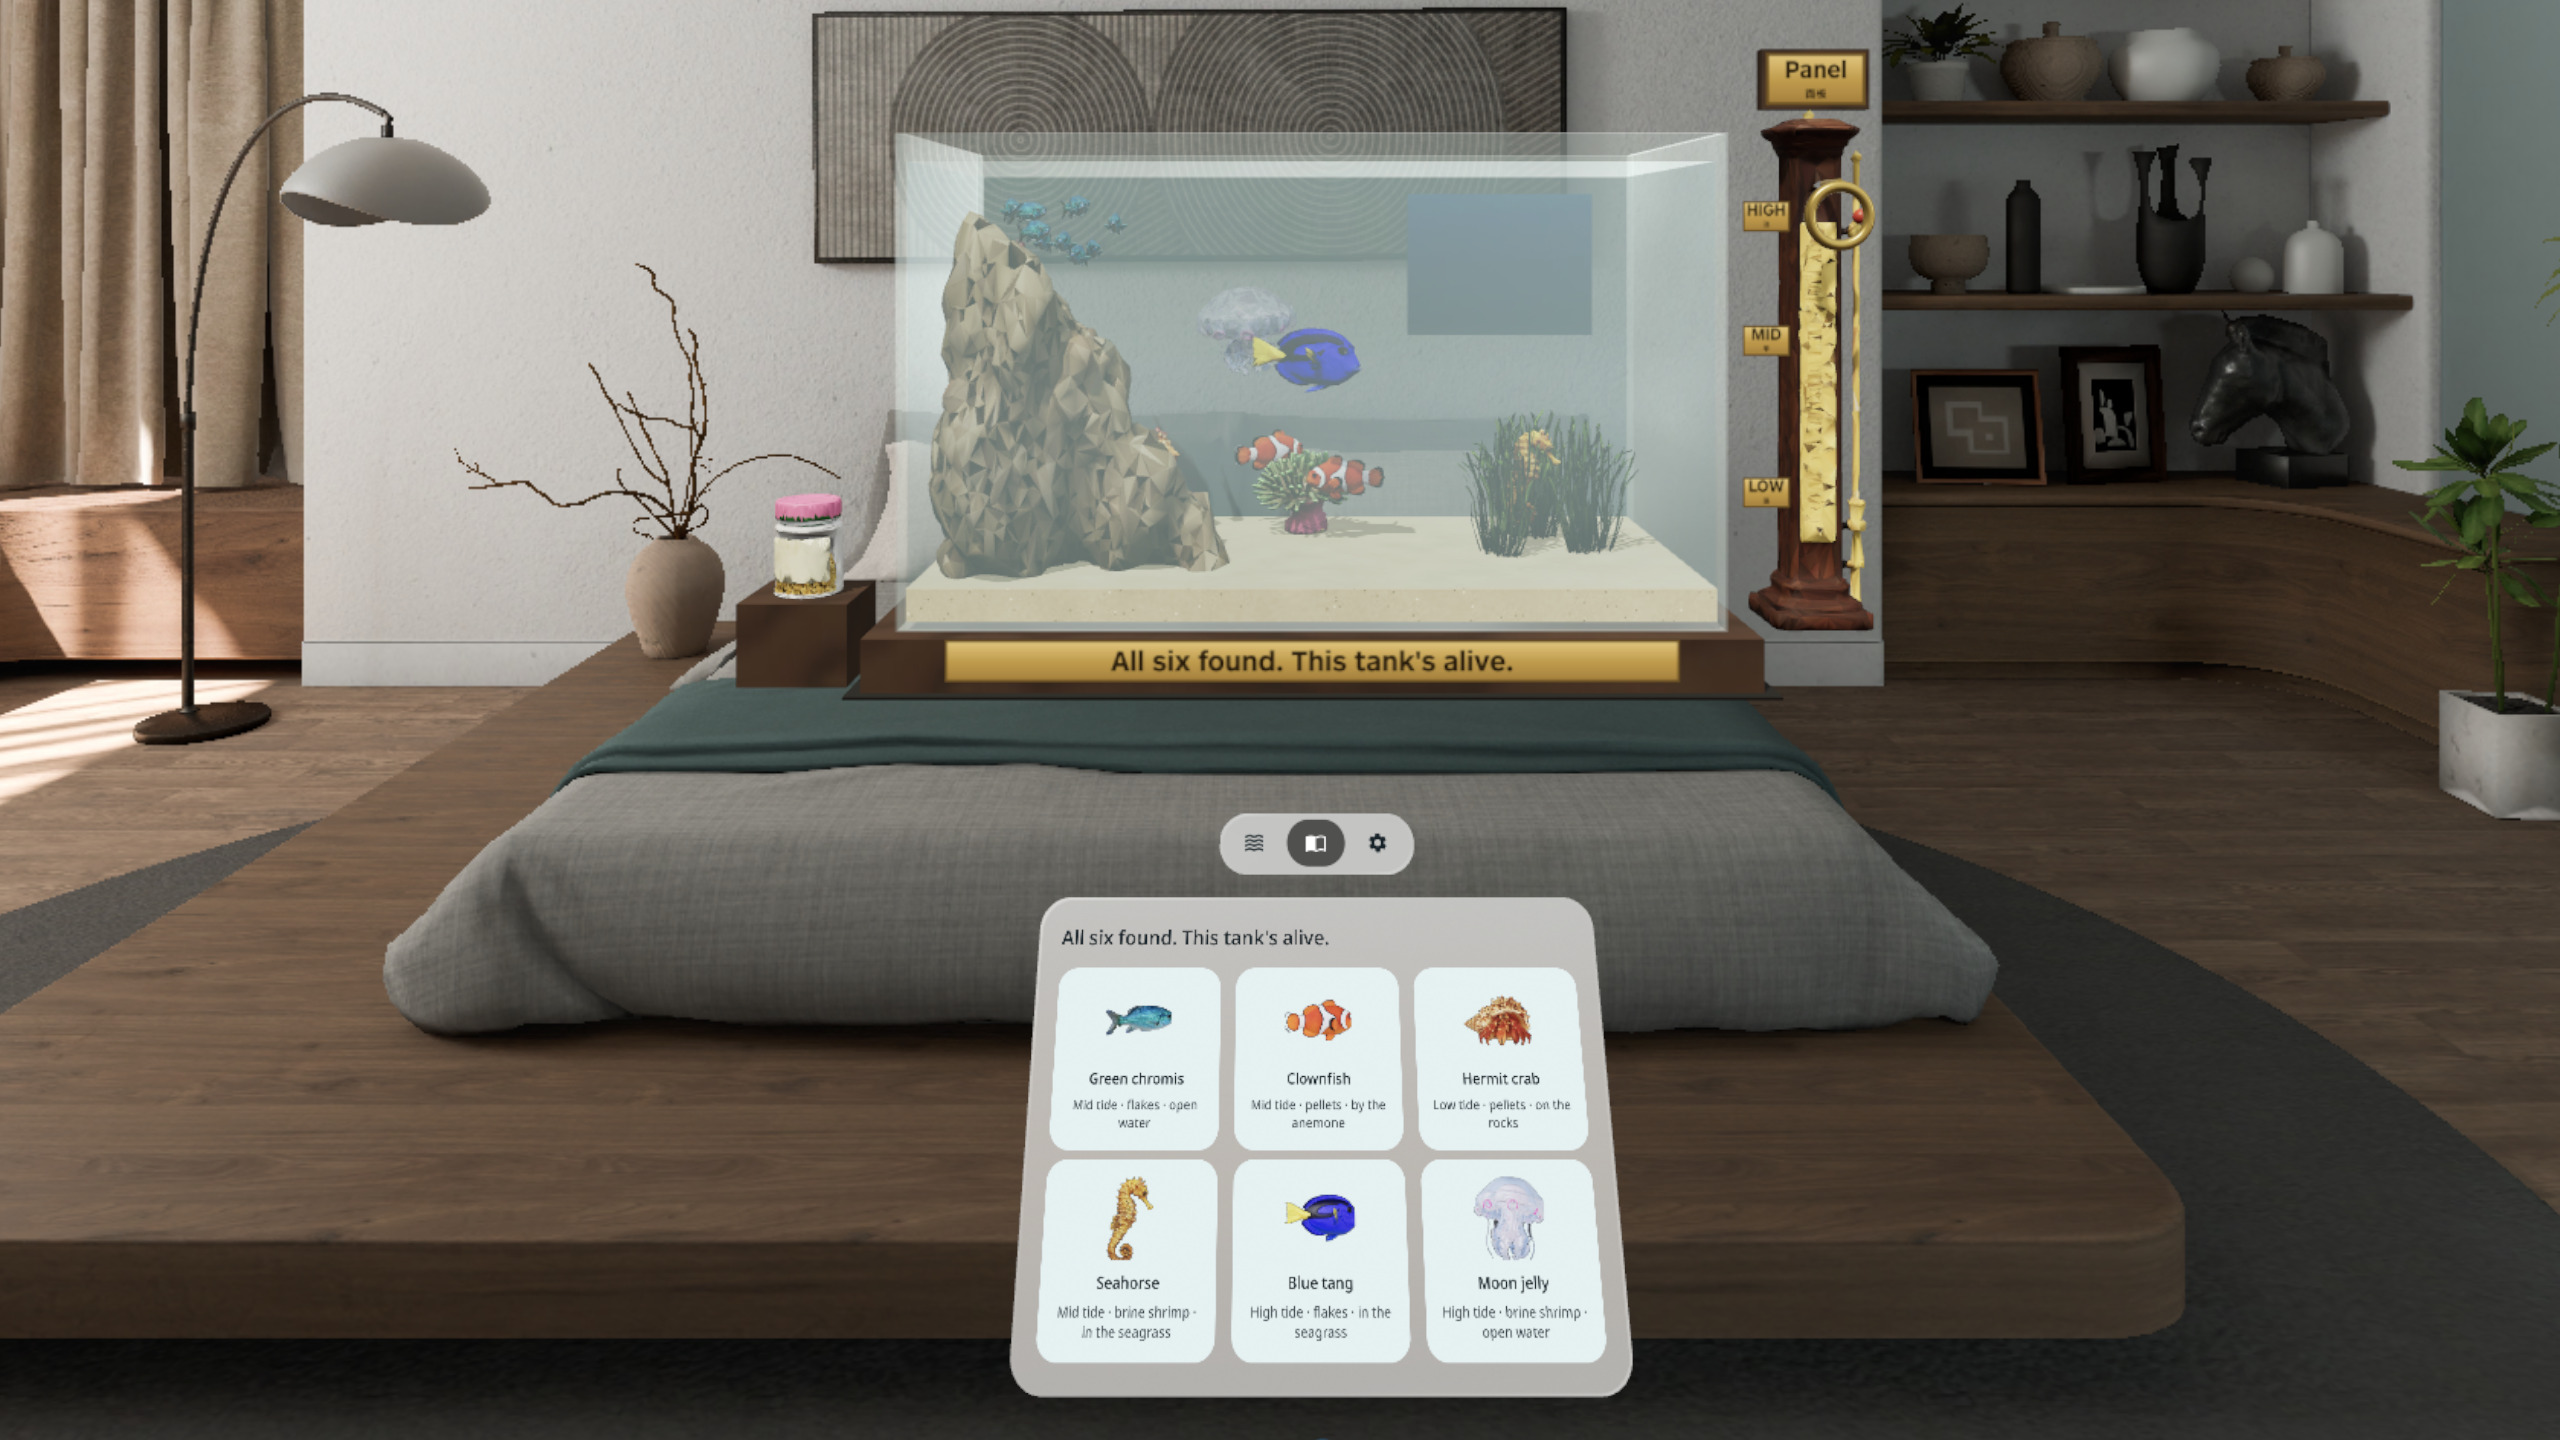 Panel
面板
HIGH
MID
LOW
All six found. This tank's alive.
All six found. This tank's alive.
Green chromis
Mid tide · flakes · open
water
Clownfish
Mid tide · pellets · by the
anemone
Hermit crab
Low tide · pellets · on the
rocks
Seahorse
Mid tide · brine shrimp ·
in the seagrass
Blue tang
High tide · flakes · in the
seagrass
Moon jelly
High tide · brine shrimp ·
open water